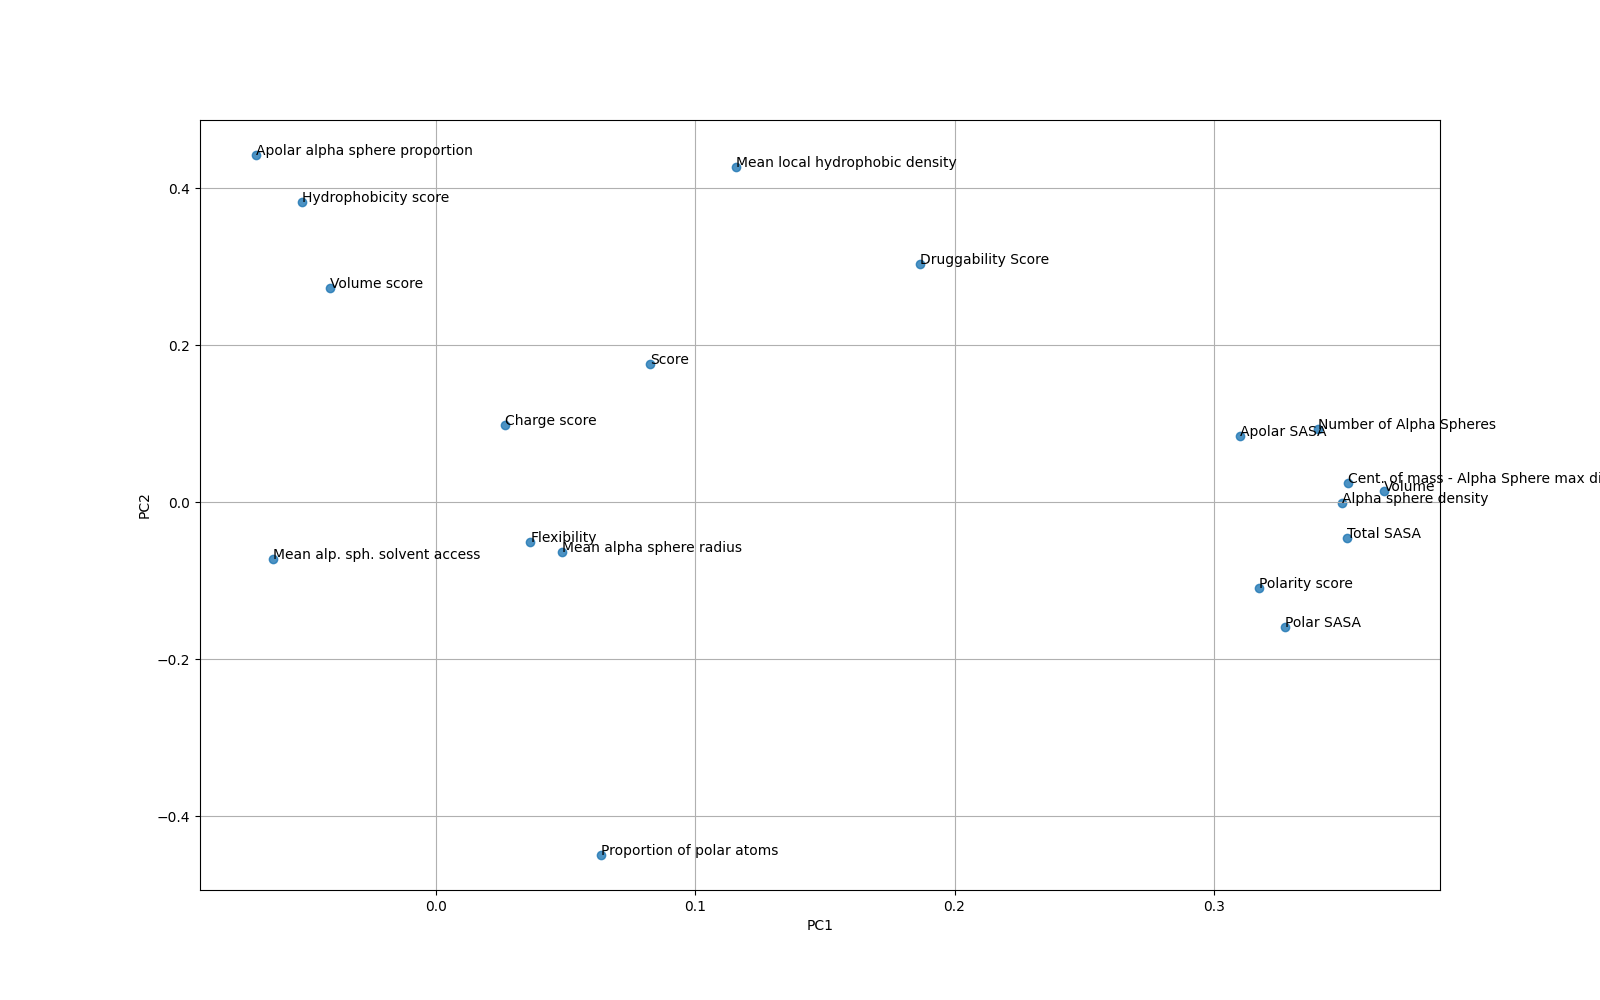 Apolar alpha sphere proportion
Mean local hydrophobic density
Hydrophobicity score
Druggability Score
Volume score
Score
Charge score
Number of Alpha Spheres
Apolar SASA
Cent. of mass - Alpha Sphere max di
Volume
Alpha sphere density
Total SASA
Flexibility
Mean alpha sphere radius
Mean alp. sph. solvent access
Polarity score
Polar SASA
Proportion of polar atoms
0.4
0.2
0.0
−0.2
−0.4
PC2
0.0 0.1 0.2 0.3
PC1